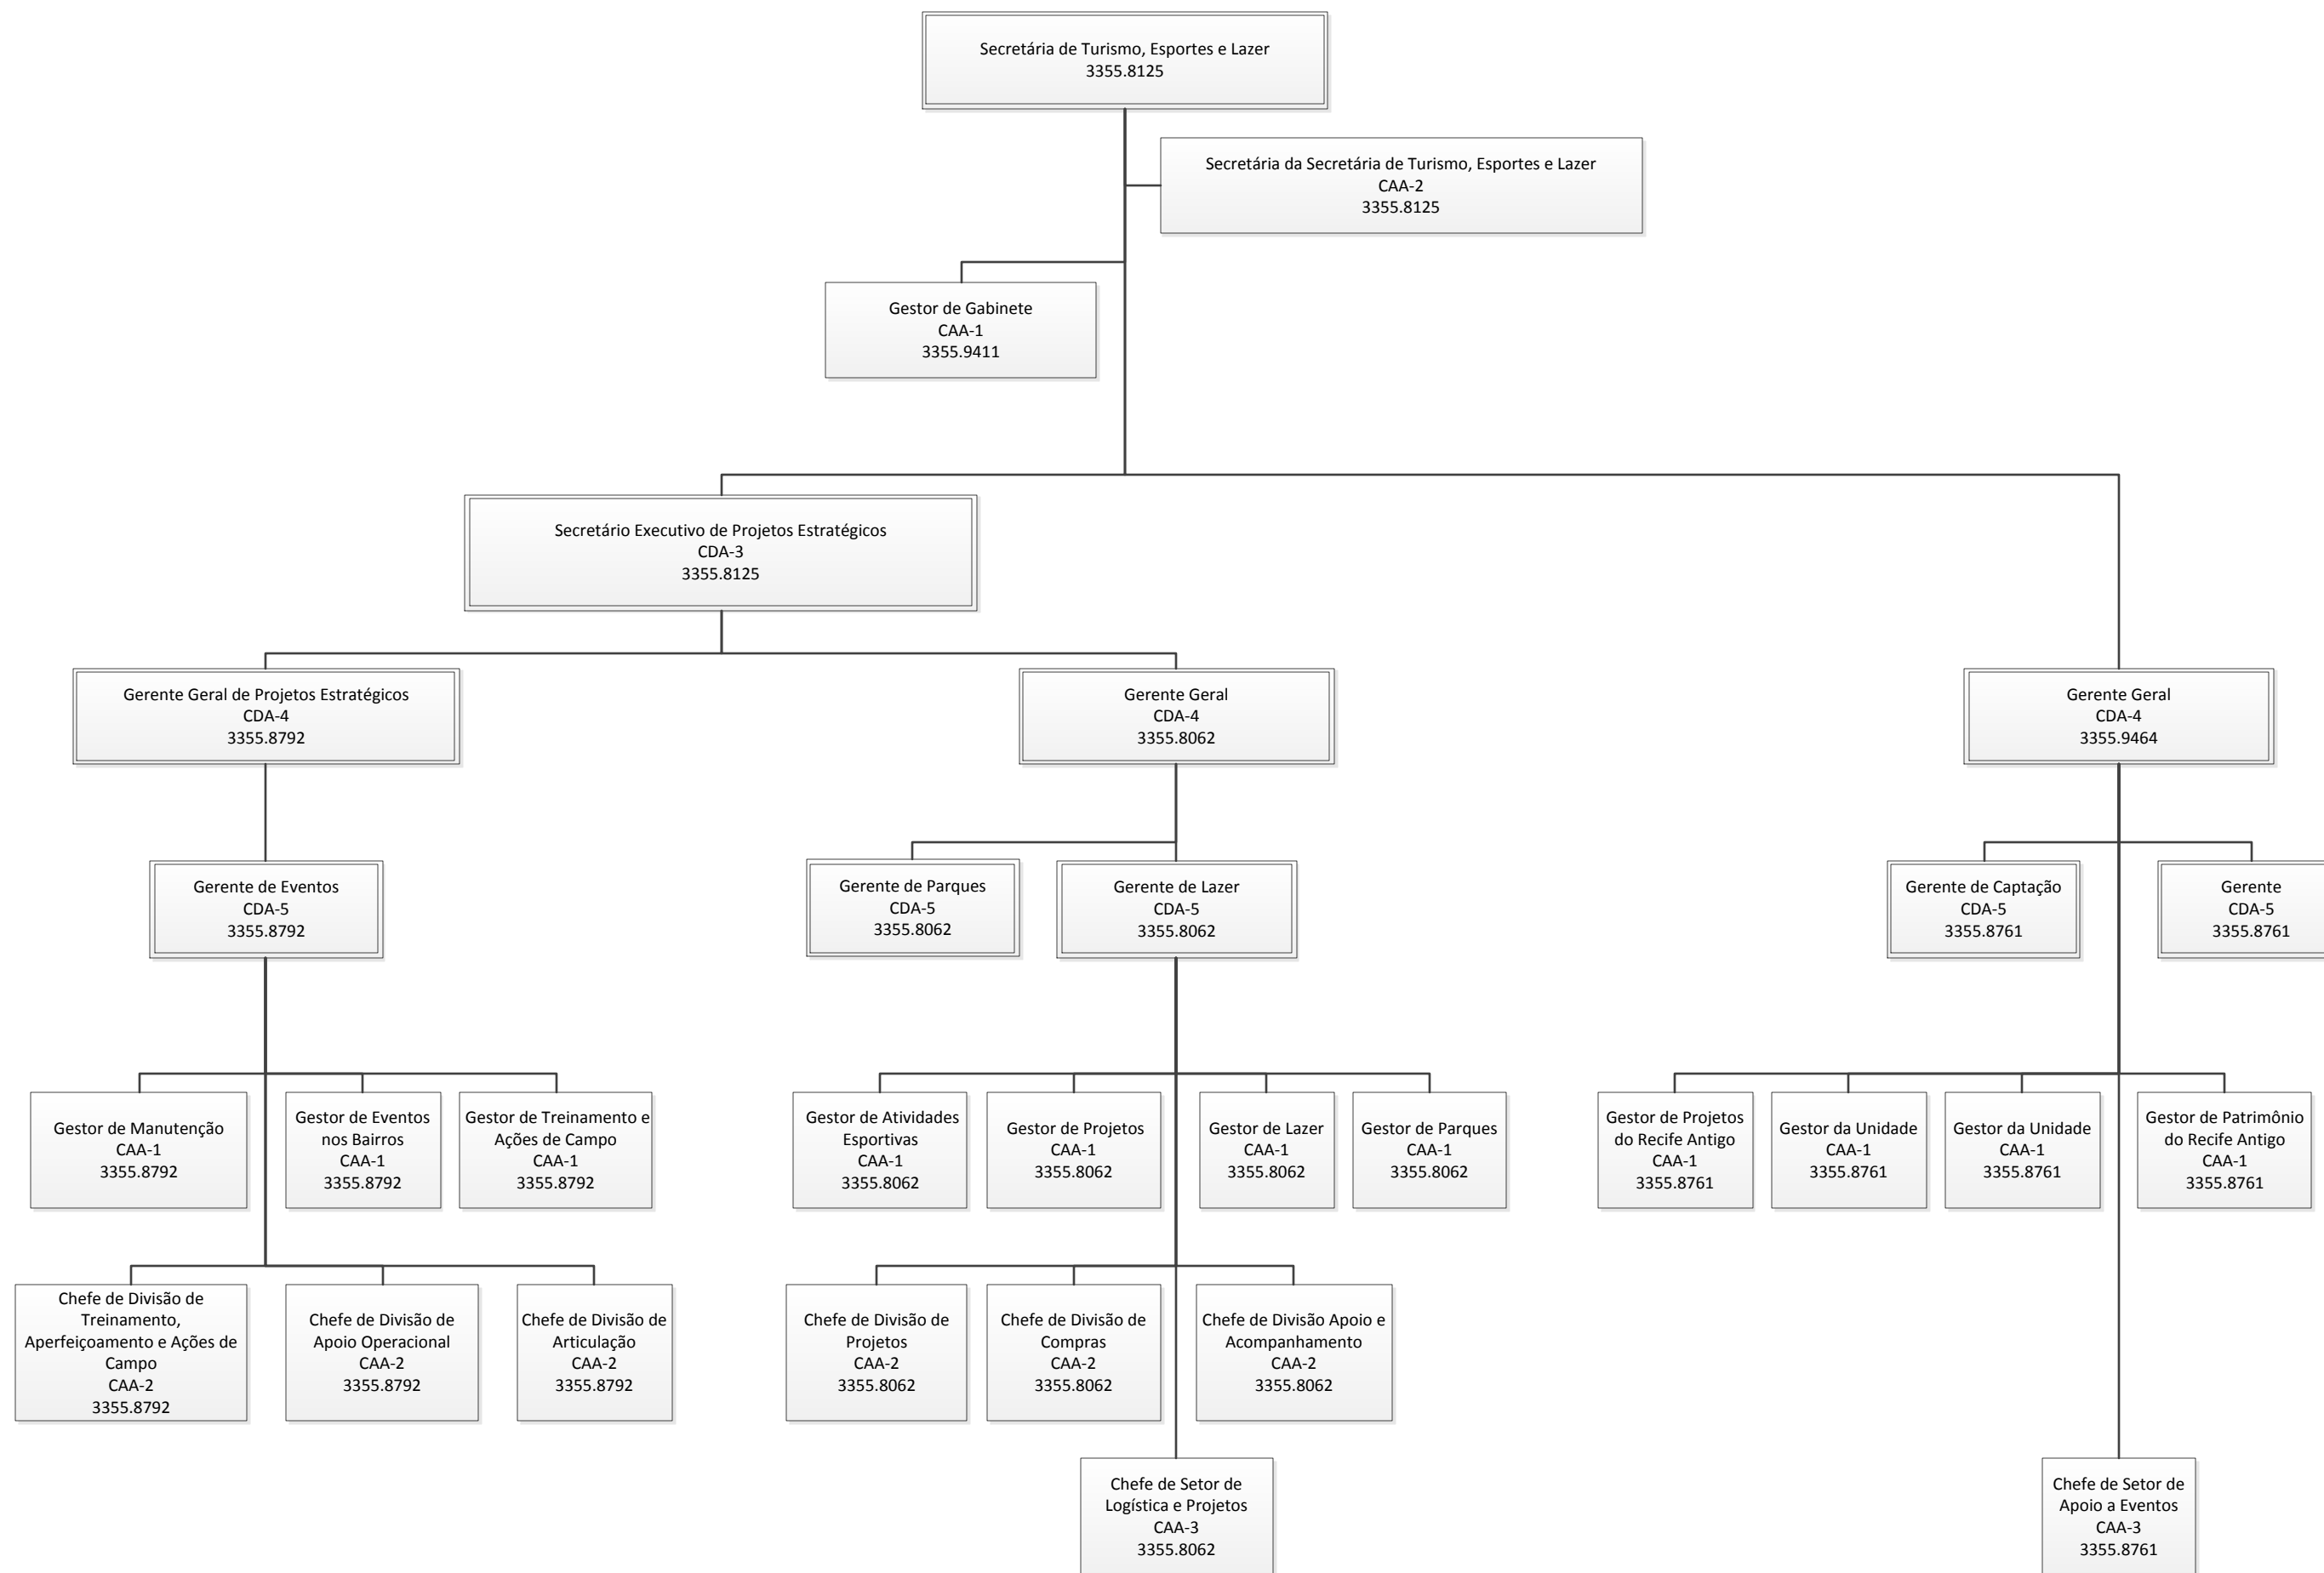 Secretária de Turismo, Esportes e Lazer
3355.8125
Secretária da Secretária de Turismo, Esportes e Lazer
CAA-2
3355.8125
Gestor de Gabinete
CAA-1
3355.9411
Secretário Executivo de Projetos Estratégicos
CDA-3
3355.8125
Gerente Geral de Projetos Estratégicos
CDA-4
3355.8792
Gerente Geral
CDA-4
3355.8062
Gerente Geral
CDA-4
3355.9464
Gerente de Eventos
CDA-5
3355.8792
Gerente de Parques
CDA-5
3355.8062
Gerente de Lazer
CDA-5
3355.8062
Gerente de Captação
CDA-5
3355.8761
Gerente
CDA-5
3355.8761
Gestor de Manutenção
CAA-1
3355.8792
Gestor de Eventos
nos Bairros
CAA-1
3355.8792
Gestor de Treinamento e
Ações de Campo
CAA-1
3355.8792
Gestor de Atividades
Esportivas
CAA-1
3355.8062
Gestor de Projetos
CAA-1
3355.8062
Gestor de Lazer
CAA-1
3355.8062
Gestor de Parques
CAA-1
3355.8062
Gestor de Projetos
do Recife Antigo
CAA-1
3355.8761
Gestor da Unidade
CAA-1
3355.8761
Gestor da Unidade
CAA-1
3355.8761
Gestor de Patrimônio
do Recife Antigo
CAA-1
3355.8761
Chefe de Divisão de
Treinamento,
Aperfeiçoamento e Ações de
Campo
CAA-2
3355.8792
Chefe de Divisão de
Apoio Operacional
CAA-2
3355.8792
Chefe de Divisão de
Articulação
CAA-2
3355.8792
Chefe de Divisão de
Projetos
CAA-2
3355.8062
Chefe de Divisão de
Compras
CAA-2
3355.8062
Chefe de Divisão Apoio e
Acompanhamento
CAA-2
3355.8062
Chefe de Setor de
Logística e Projetos
CAA-3
3355.8062
Chefe de Setor de
Apoio a Eventos
CAA-3
3355.8761